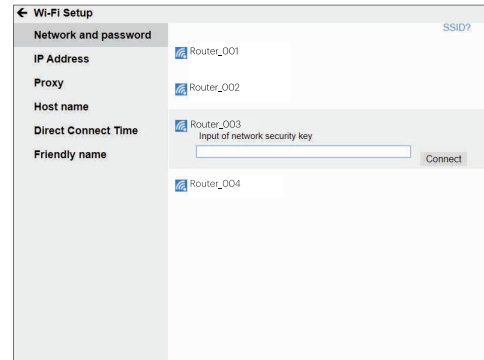 ← Wi-Fi Setup
SSID?
Network and password
IP Address
Proxy
Host name
Direct Connect Time
Friendly name
Router_001
Router_002
Router_003
Input of network security key
Connect
Router_004